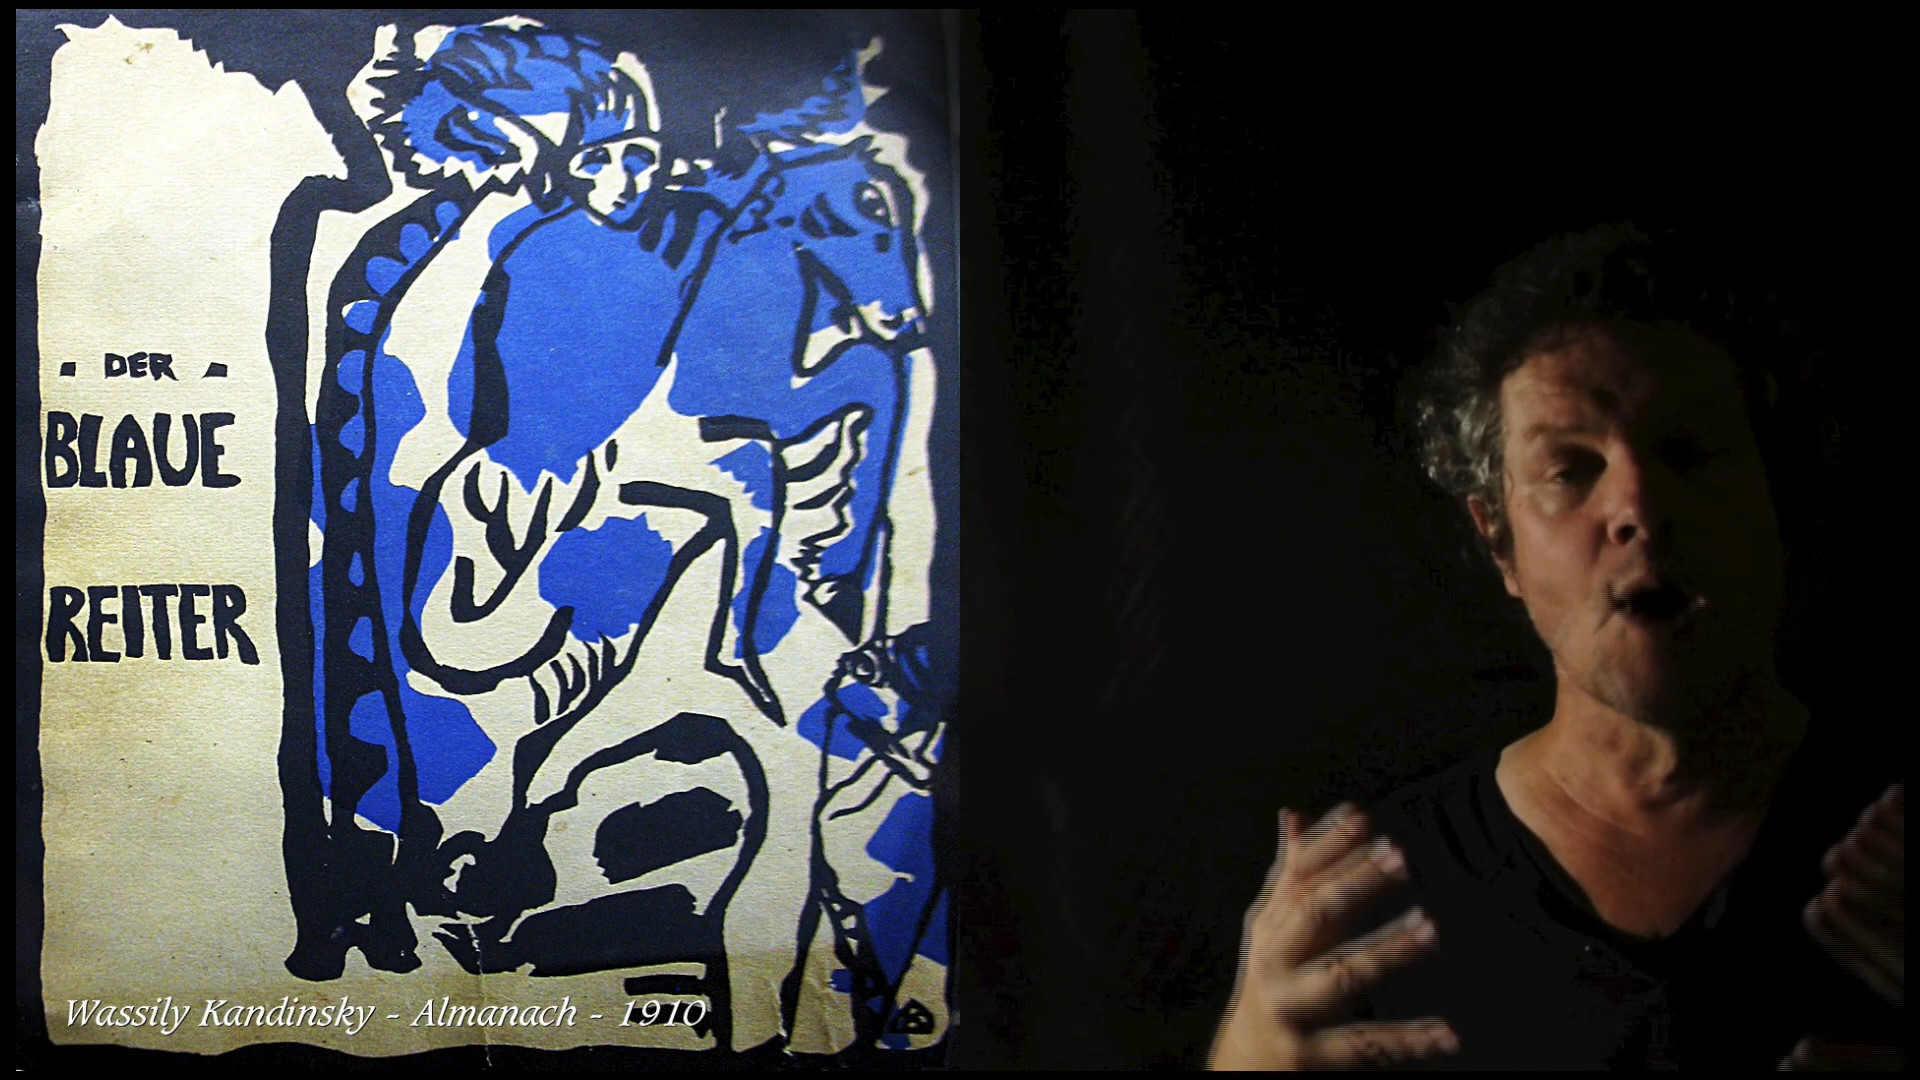 - DER -
BLAUE
REITER
Wassily Kandinsky - Almanach - 1910